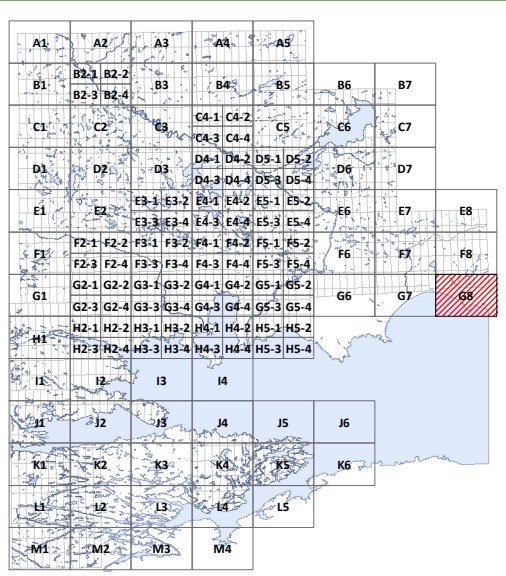 A1 A2 A3 A4 A5
B2-1 B2-2
B1 B3 B4 B5 B6 B7
B2-3 B2-4
C4-1 C4-2
C1 C2 C3 C5 C6 C7
C4-3 C4-4
D4-1 D4-2 D5-1 D5-2
D1 D2 D3 D6 D7
D4-3 D4-4 D5-3 D5-4
E3-1 E3-2 E4-1 E4-2 E5-1 E5-2
E1 E2 E6 E7 E8
E3-3 E3-4 E4-3 E4-4 E5-3 E5-4
F2-1 F2-2 F3-1 F3-2 F4-1 F4-2 F5-1 F5-2
F1 F6 F7 F8
F2-3 F2-4 F3-3 F3-4 F4-3 F4-4 F5-3 F5-4
G2-1 G2-2 G3-1 G3-2 G4-1 G4-2 G5-1 G5-2
G1 G6 G7 G8
G2-3 G2-4 G3-3 G3-4 G4-3 G4-4 G5-3 G5-4
H2-1 H2-2 H3-1 H3-2 H4-1 H4-2 H5-1 H5-2
H1
H2-3 H2-4 H3-3 H3-4 H4-3 H4-4 H5-3 H5-4
I1 I2 I3 I4
J1 J2 J3 J4 J5 J6
K1 K2 K3 K4 K5 K6
L1 L2 L3 L4 L5
M1 M2 M3 M4